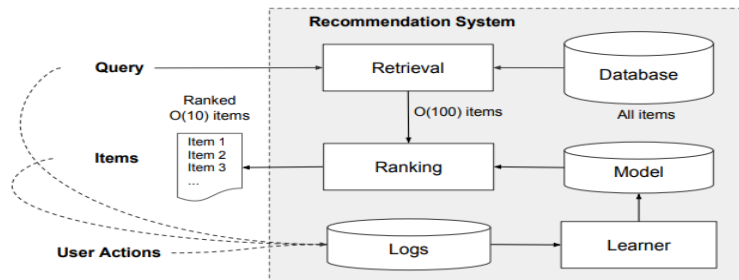 Recommendation System
Query
Retrieval
Database
All items
O(100) items
Ranked
O(10) items
Item 1
Item 2
Item 3
...
Items
Ranking
Model
User Actions
Logs
Learner